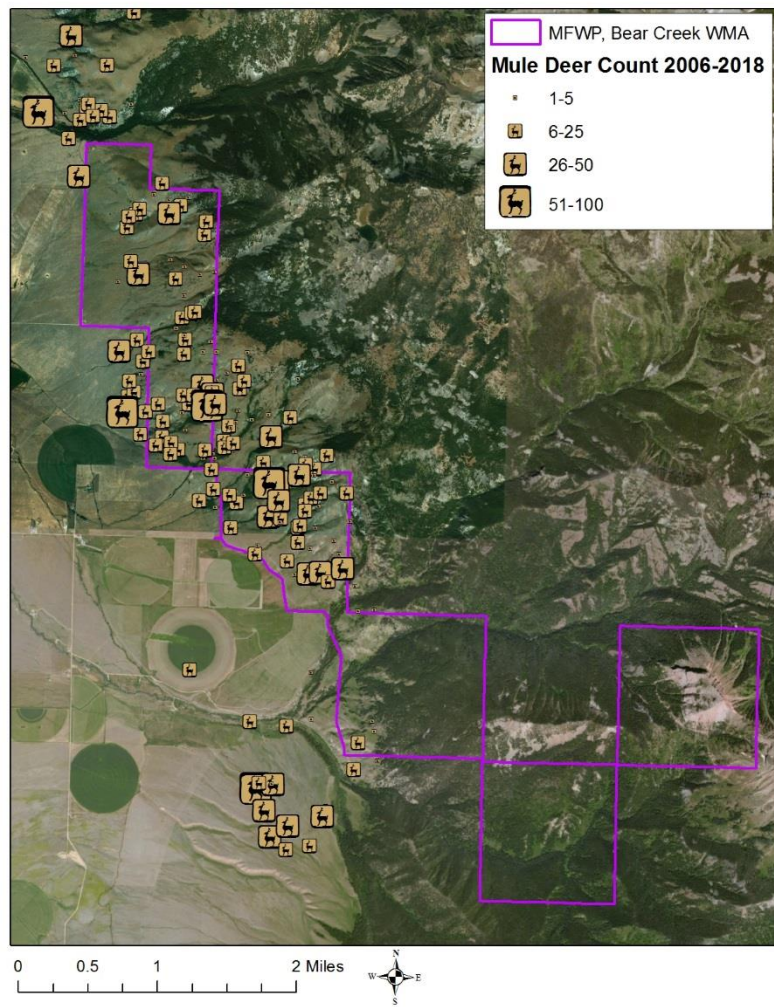 MFWP, Bear Creek WMA
Mule Deer Count 2006-2018
1-5
6-25
26-50
51-100
0 0.5 1 2 Miles
N
W E
S